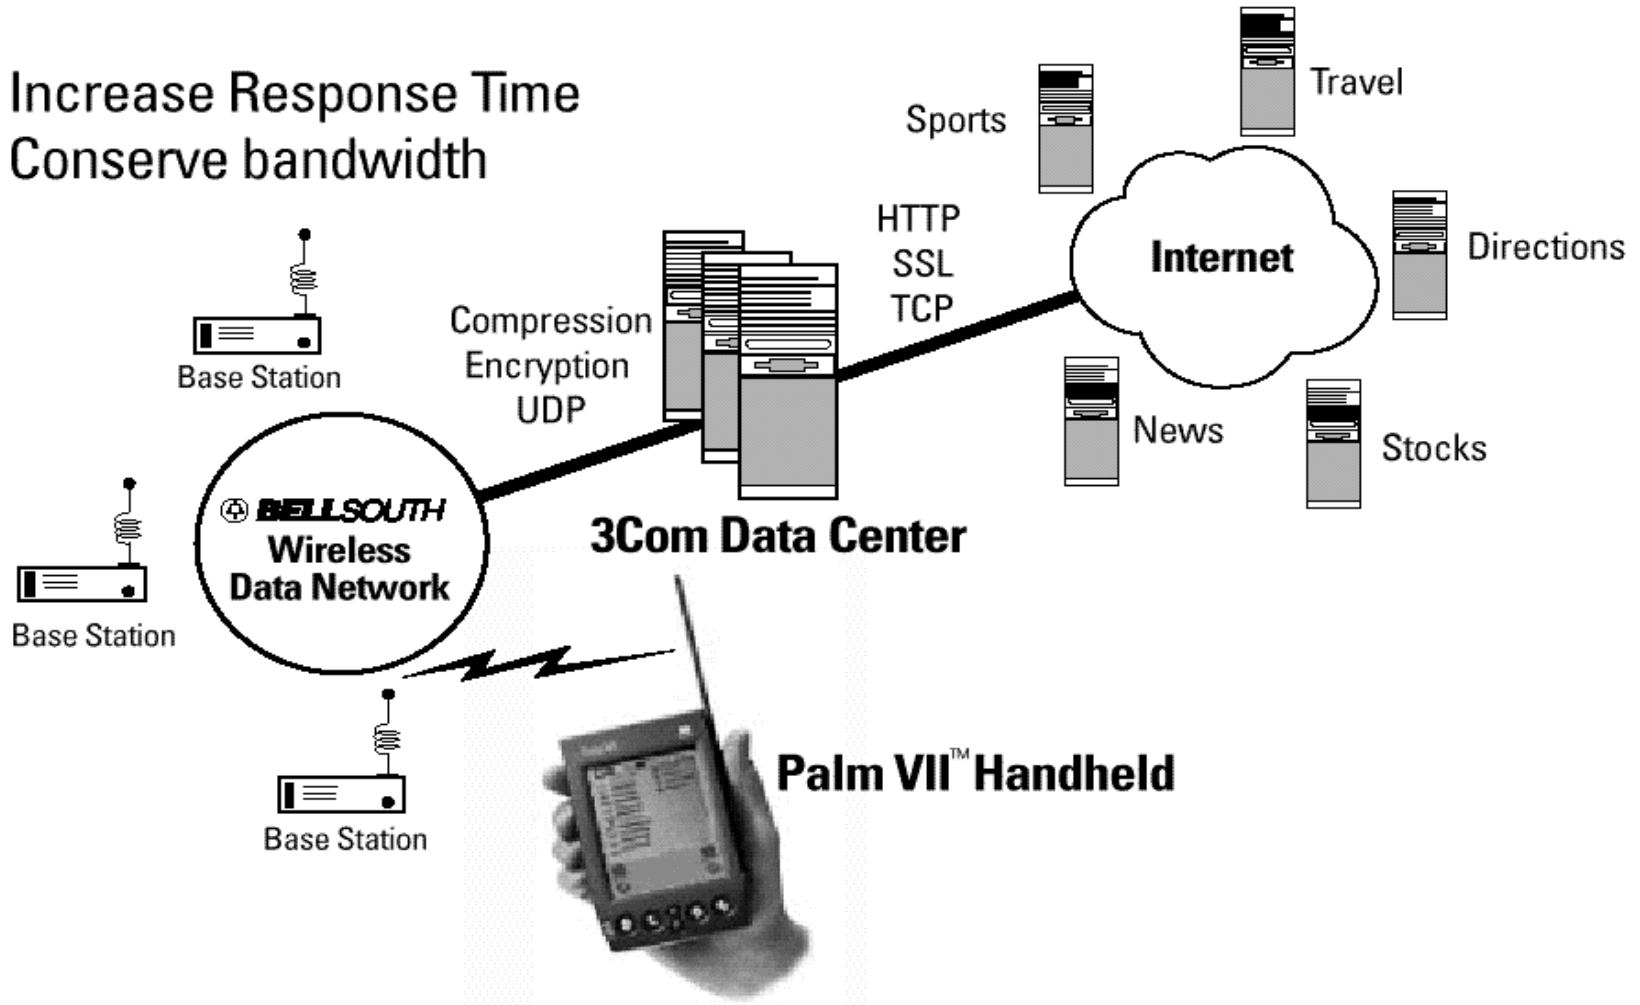 Increase Response Time
Conserve bandwidth
Sports
Travel
HTTP
SSL
TCP
Internet
Directions
Compression
Encryption
UDP
Base Station
News
Stocks
BELLSOUTH
Wireless
Data Network
3Com Data Center
Base Station
Palm VII™ Handheld
Base Station